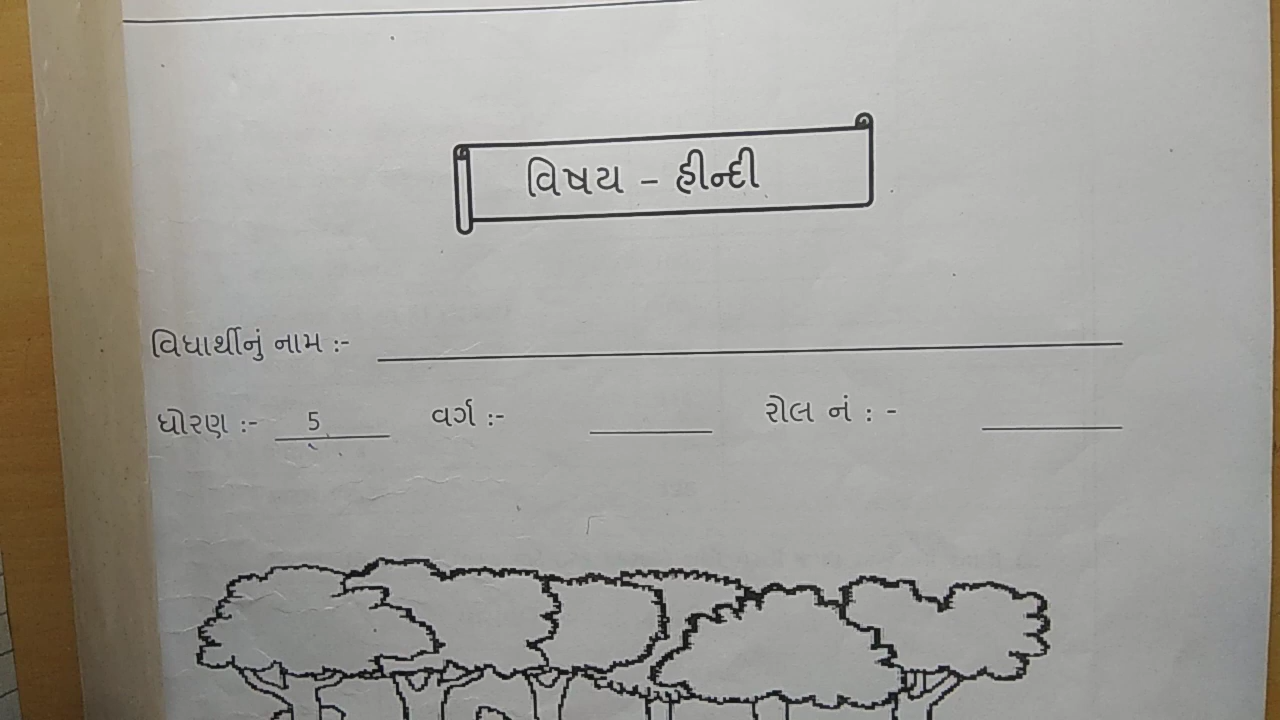 વિષય – હીન્દી
વિધાર્થીનું નામ :-
ધોરણ :- 5 વર્ગ :- રોલ નં : -